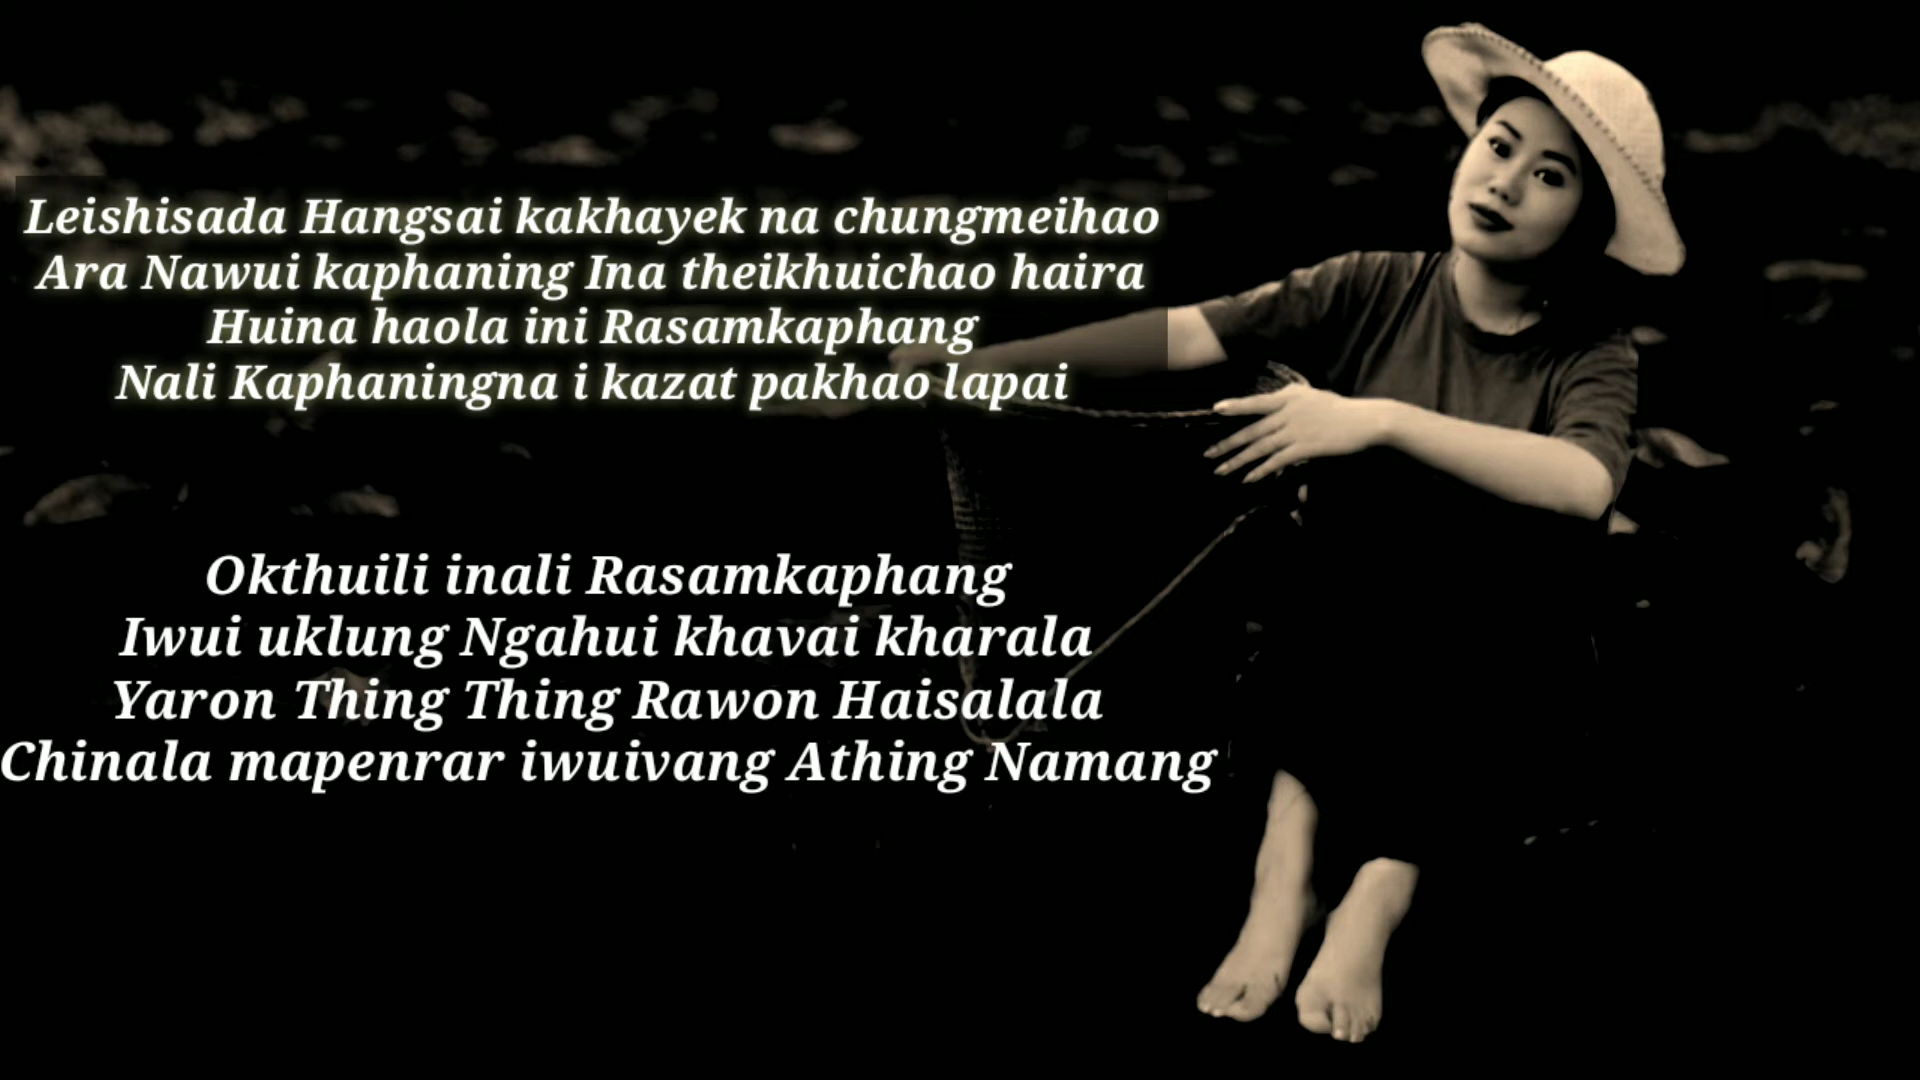 Leishisada Hangsai kakhayek na chungmeihao
Ara Nawui kaphaning Ina theikhuichao haira
Huina haola ini Rasamkaphang
Nali Kaphaningna i kazat pakhao lapai
Okthuili inali Rasamkaphang
Iwui uklung Ngahui khavai kharala
Yaron Thing Thing Rawon Haisalala
Chinala mapenrar iwuivang Athing Namang